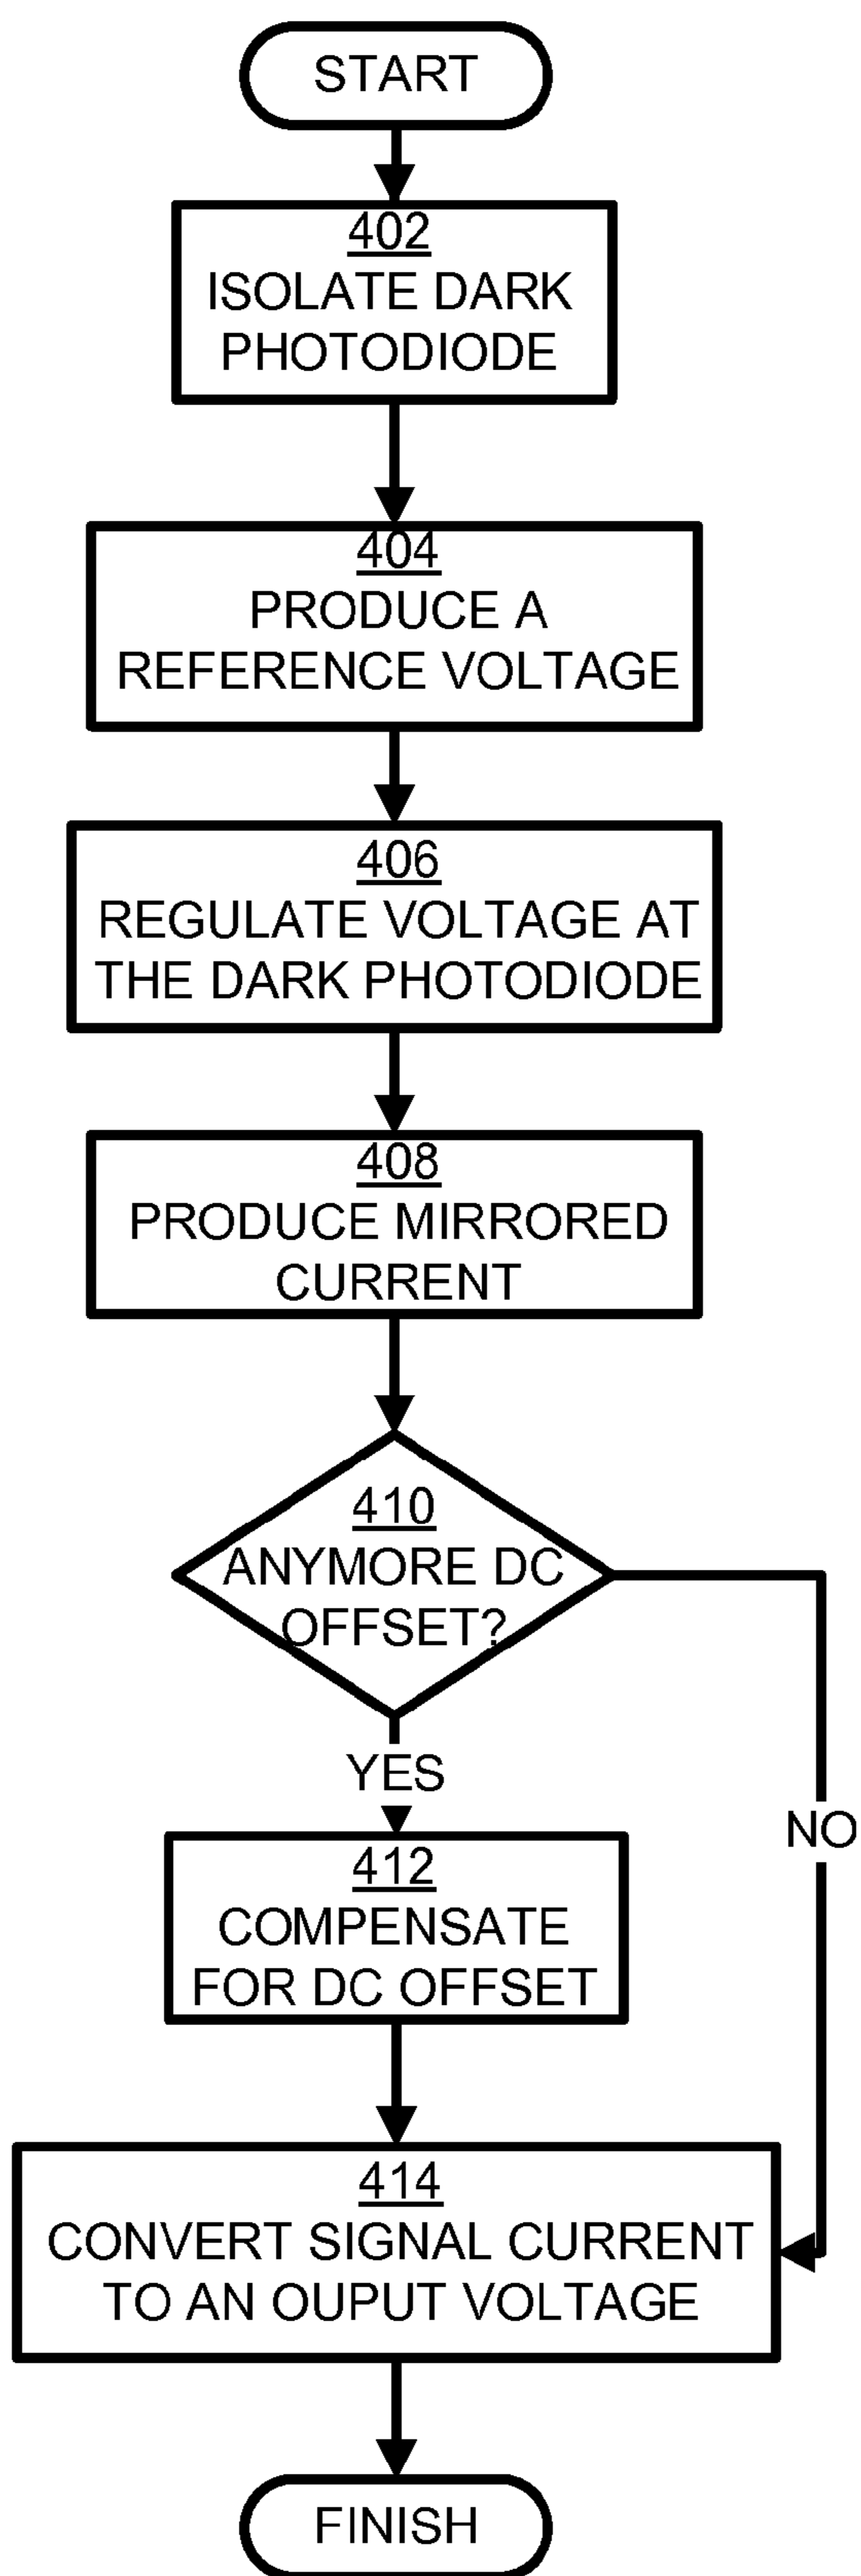 START
402
ISOLATE DARK
PHOTODIODE
404
PRODUCE A
REFERENCE VOLTAGE
406
REGULATE VOLTAGE AT
THE DARK PHOTODIODE
408
PRODUCE MIRRORED
CURRENT
410
ANYMORE DC
OFFSET?
YES
NO
412
COMPENSATE
FOR DC OFFSET
414
CONVERT SIGNAL CURRENT
TO AN OUPUT VOLTAGE
FINISH